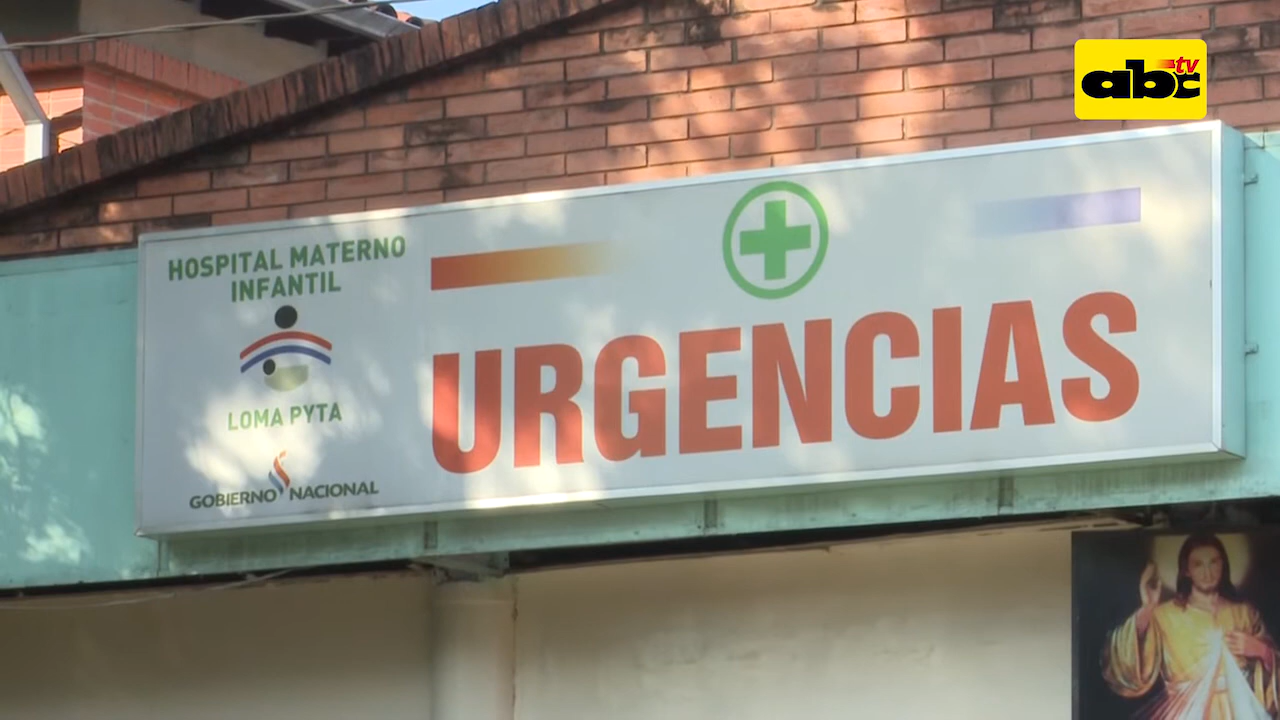 abc tv
HOSPITAL MATERNO
INFANTIL
LOMA PYTA
GOBIERNO NACIONAL
URGENCIAS